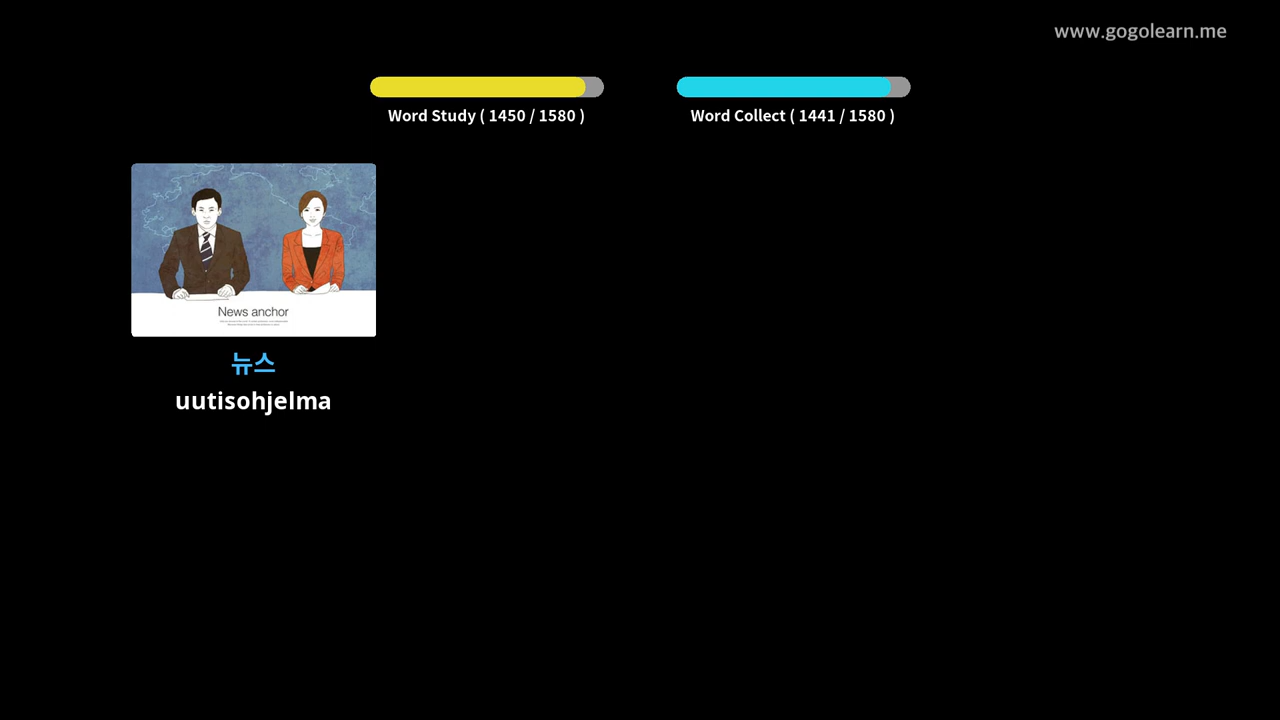 www.gogolearn.me
Word Study ( 1450 / 1580 )
Word Collect ( 1441 / 1580 )
News anchor
뉴스
uutisohjelma